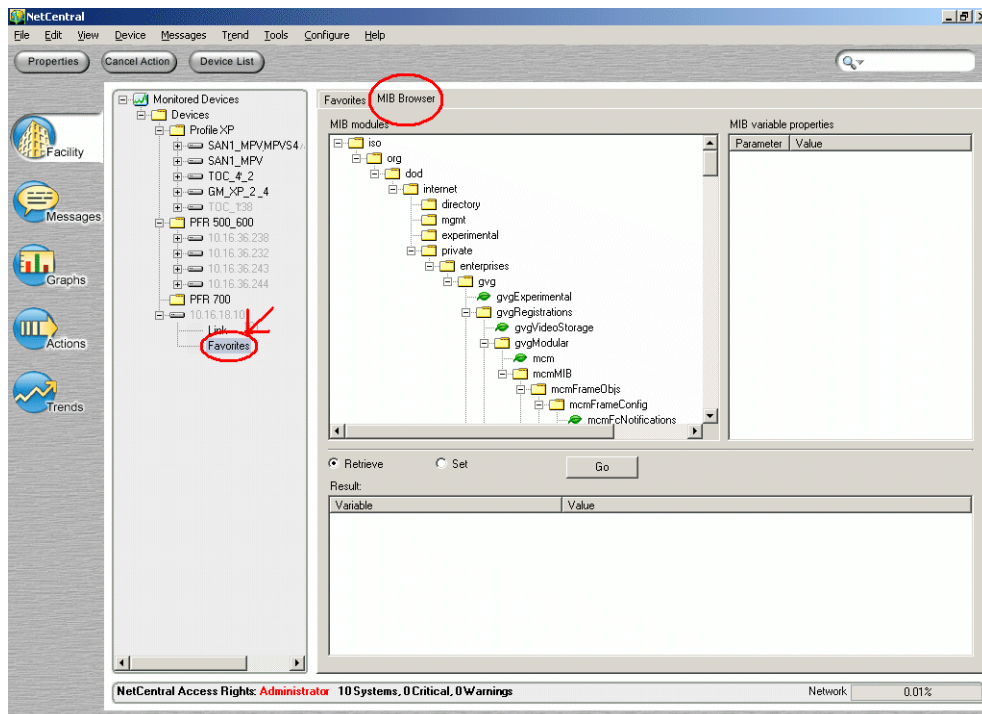 NetCentral
File Edit View Device Messages Trend Tools Configure Help
Properties Cancel Action Device List
Facility
Messages
Graphs
Actions
Trends
Monitored Devices
Devices
Profile XP
SAN1_MPVMPVS4
SAN1_MPV
TOC_4_2
GM_XP_2_4
TOC_138
PFR 500_600
10.16.36.238
10.16.36.232
10.16.36.243
10.16.36.244
PFR 700
10.16.18.10
Link
Favorites
Favorites MIB Browser
MIB modules
iso
org
dod
internet
directory
mgmt
experimental
private
enterprises
gvg
gvgExperimental
gvgRegistrations
gvgVideoStorage
gvgModular
mcm
mcmMIB
mcmFrameObjs
mcmFrameConfig
mcmFcNotifications
MIB variable properties
Parameter Value
Retrieve Set Go
Result:
Variable Value
NetCentral Access Rights: Administrator 10 Systems, 0 Critical, 0 Warnings Network 0.01%